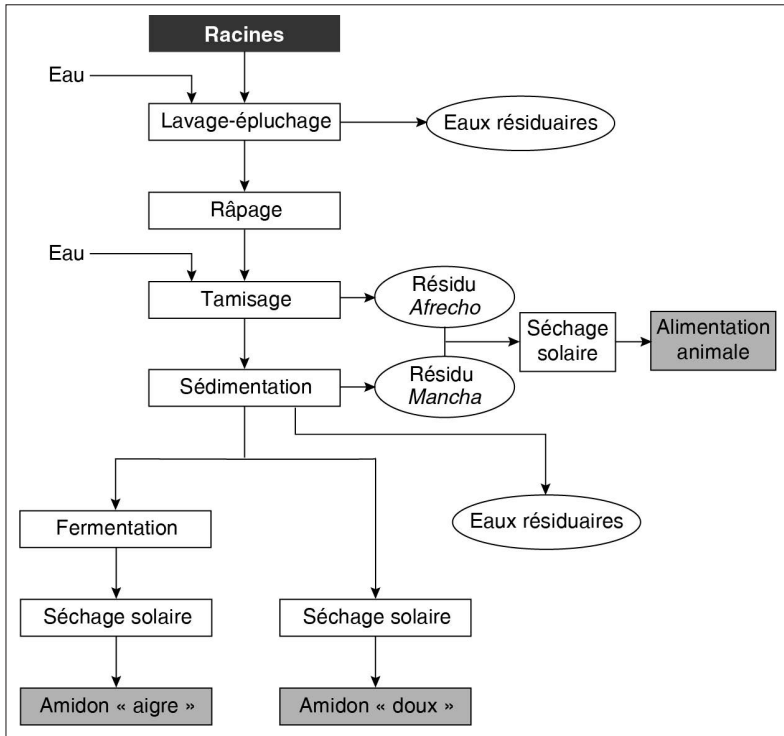 Racines
Eau
Lavage-épluchage
Eaux résiduaires
Râpage
Eau
Tamisage
Résidu
Afrecho
Séchage
solaire
Alimentation
animale
Sédimentation
Résidu
Mancha
Fermentation
Eaux résiduaires
Séchage solaire
Séchage solaire
Amidon « aigre »
Amidon « doux »